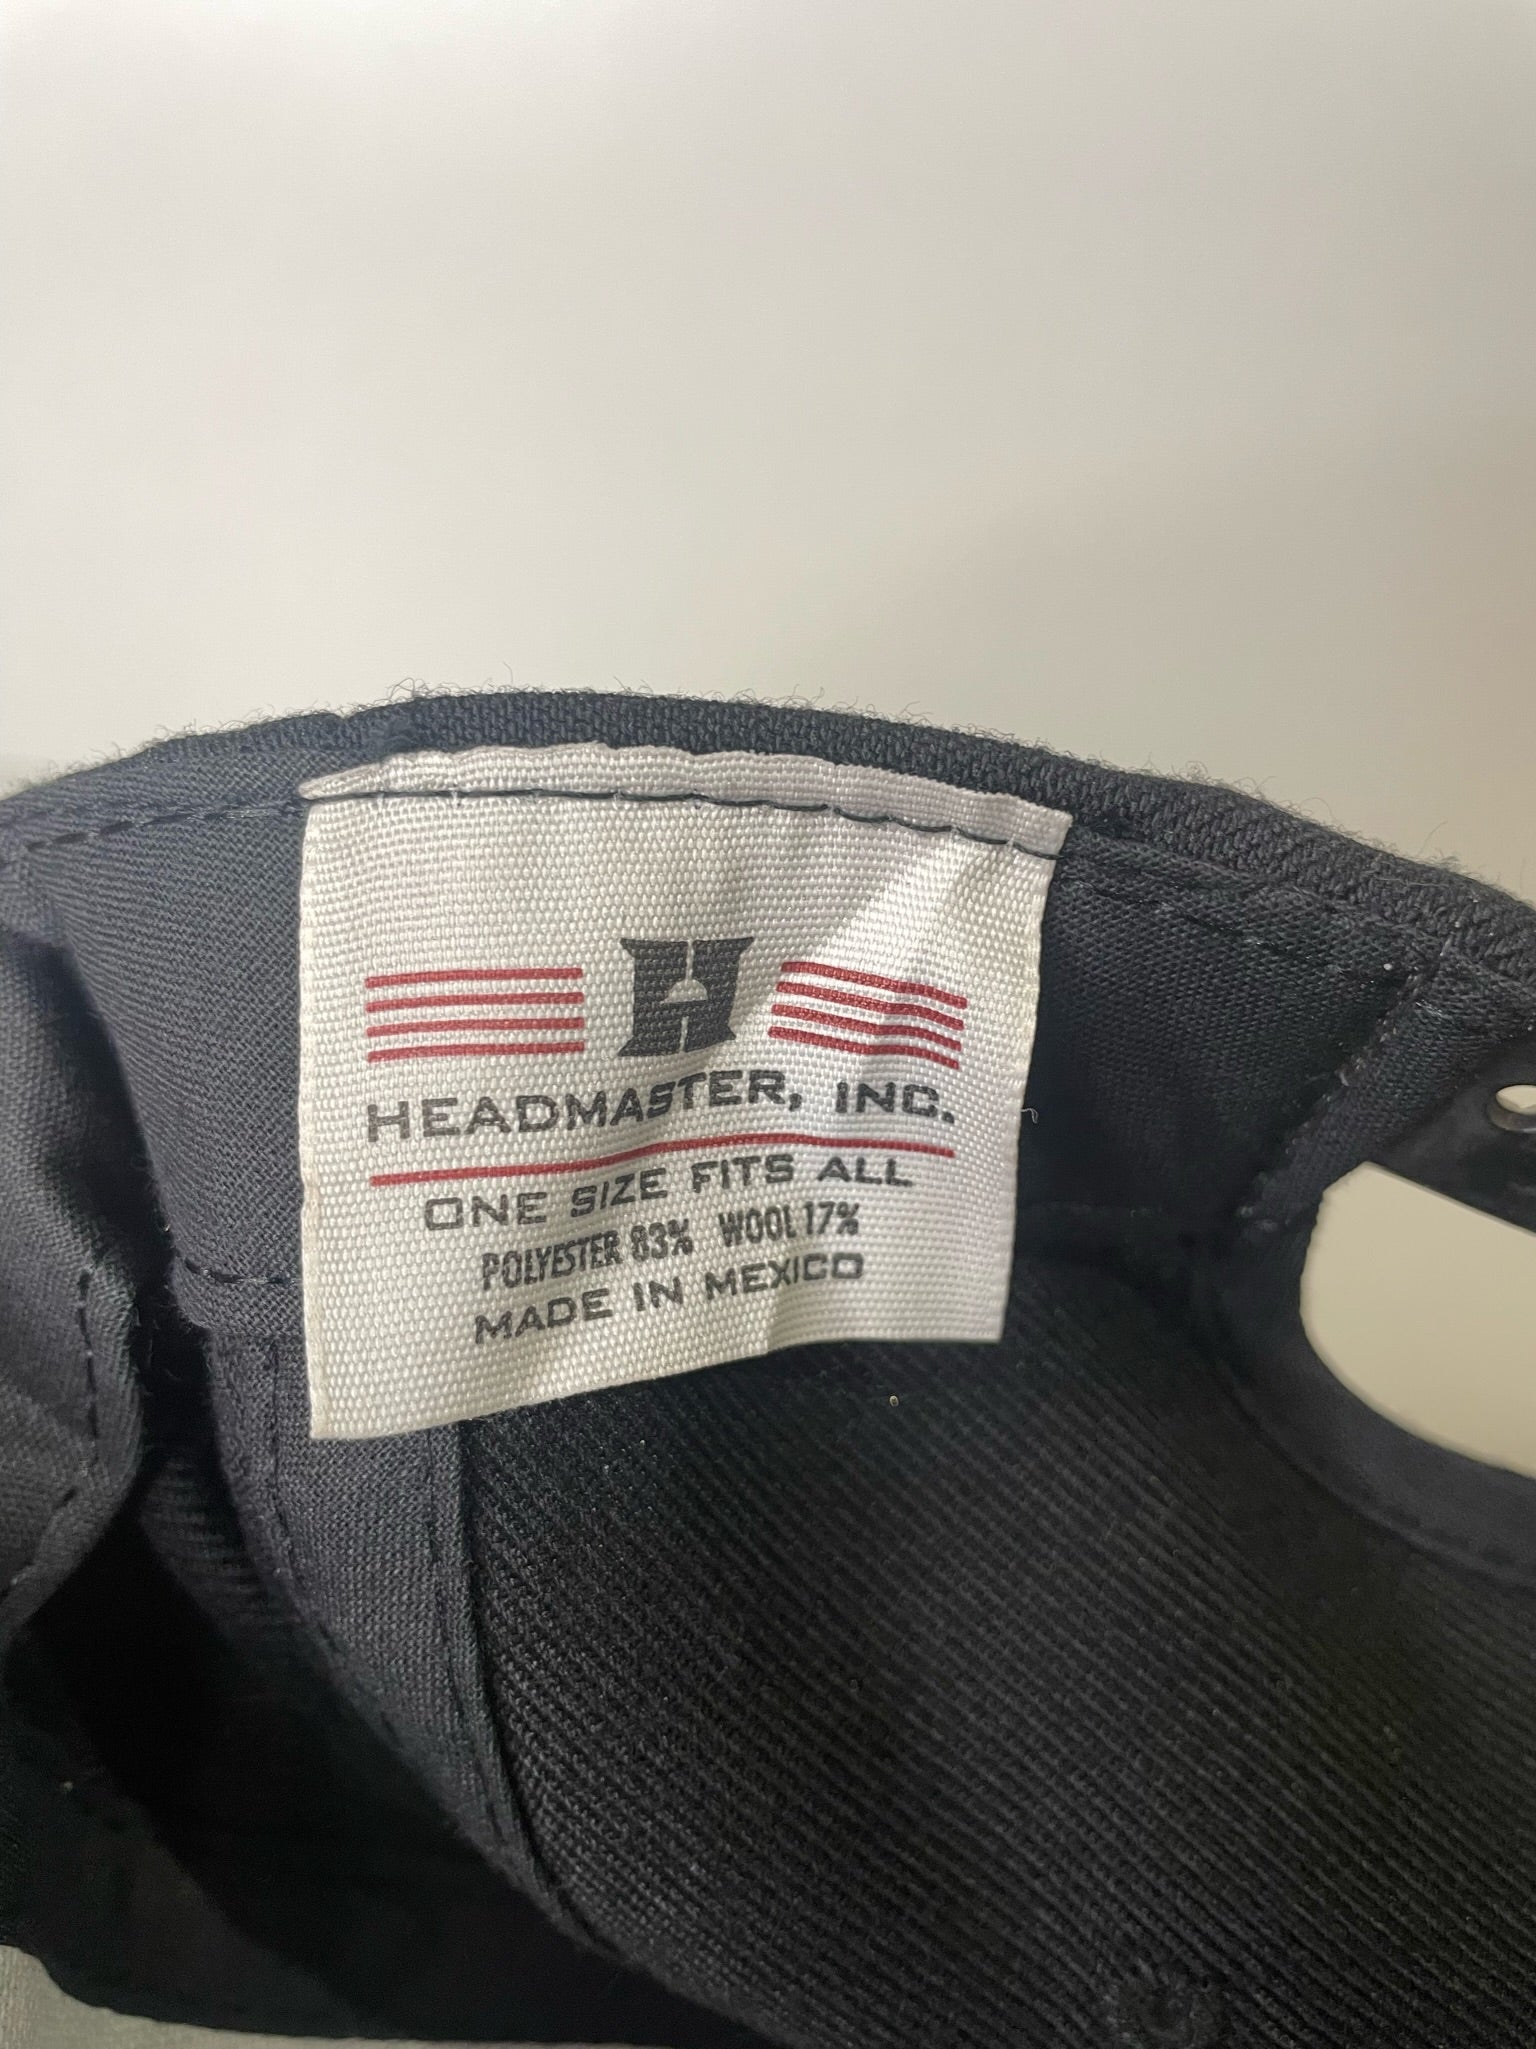 H
HEADMASTER, INC.
ONE SIZE FITS ALL
POLYESTER 83% WOOL 17%
MADE IN MEXICO